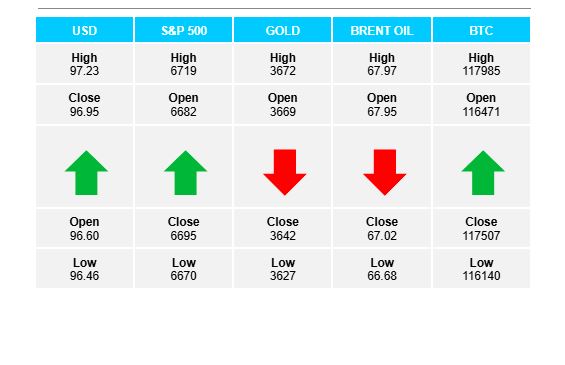 USD S&P 500 GOLD BRENT OIL BTC
High High High High High
97.23 6719 3672 67.97 117985
Close Open Open Open Open
96.95 6682 3669 67.95 116471
Open Close Close Close Close
96.60 6695 3642 67.02 117507
Low Low Low Low Low
96.46 6670 3627 66.68 116140